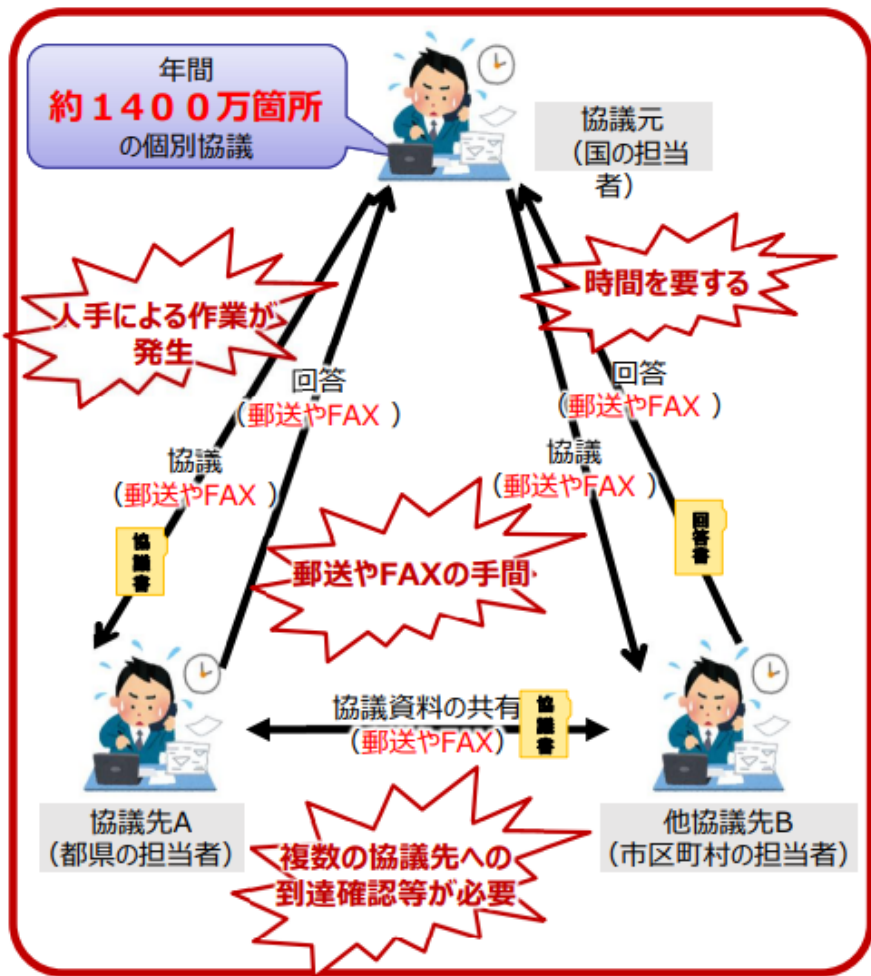 年間
約１４００万箇所
の個別協議
協議元
（国の担当
者）
人手による作業が
発生
時間を要する
回答
（郵送やFAX ）
回答
（郵送やFAX ）
協議
（郵送やFAX ）
協議
（郵送やFAX ）
協議書
回答書
郵送やFAXの手間
協議資料の共有
（郵送やFAX）
協議書
協議先A
（都県の担当者）
他協議先B
（市区町村の担当者）
複数の協議先への
到達確認等が必要